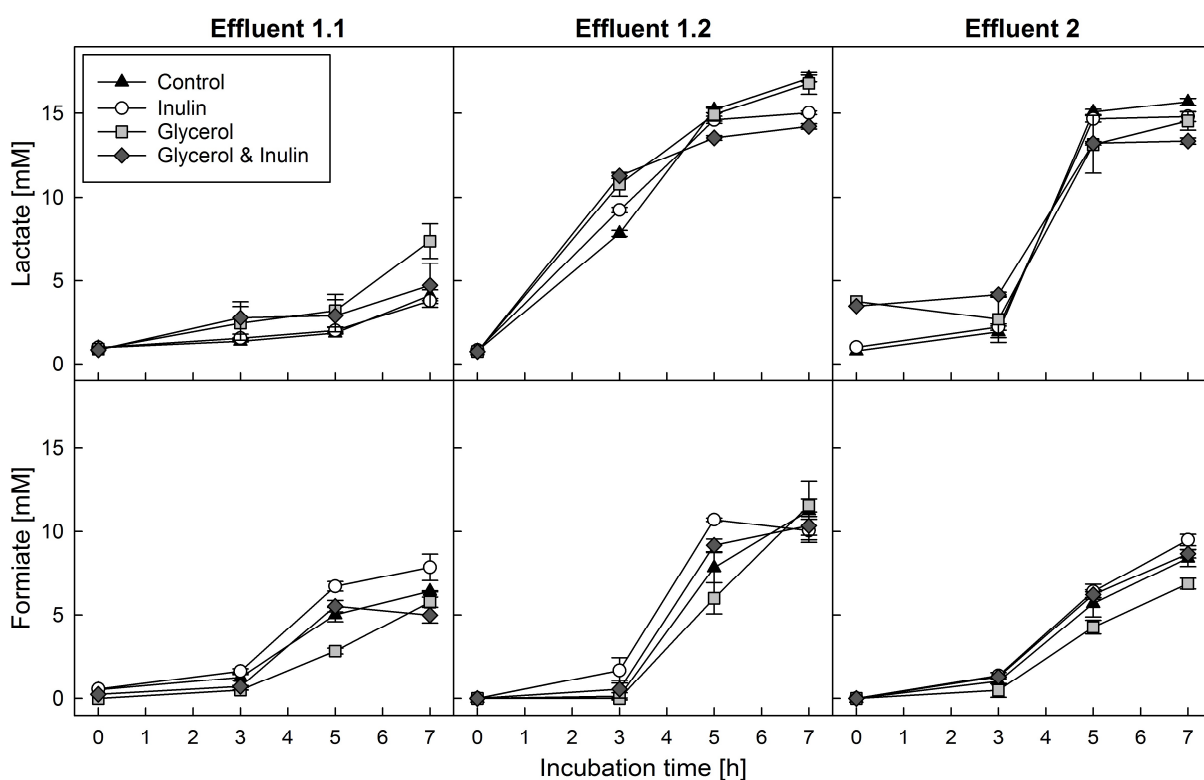 Effluent 1.1 Effluent 1.2 Effluent 2
Control
Inulin
Glycerol
Glycerol & Inulin
Lactate [mM]
15
10
5
0
Formiate [mM]
15
10
5
0
0 1 2 3 4 5 6 7 0 1 2 3 4 5 6 7 0 1 2 3 4 5 6 7
Incubation time [h]